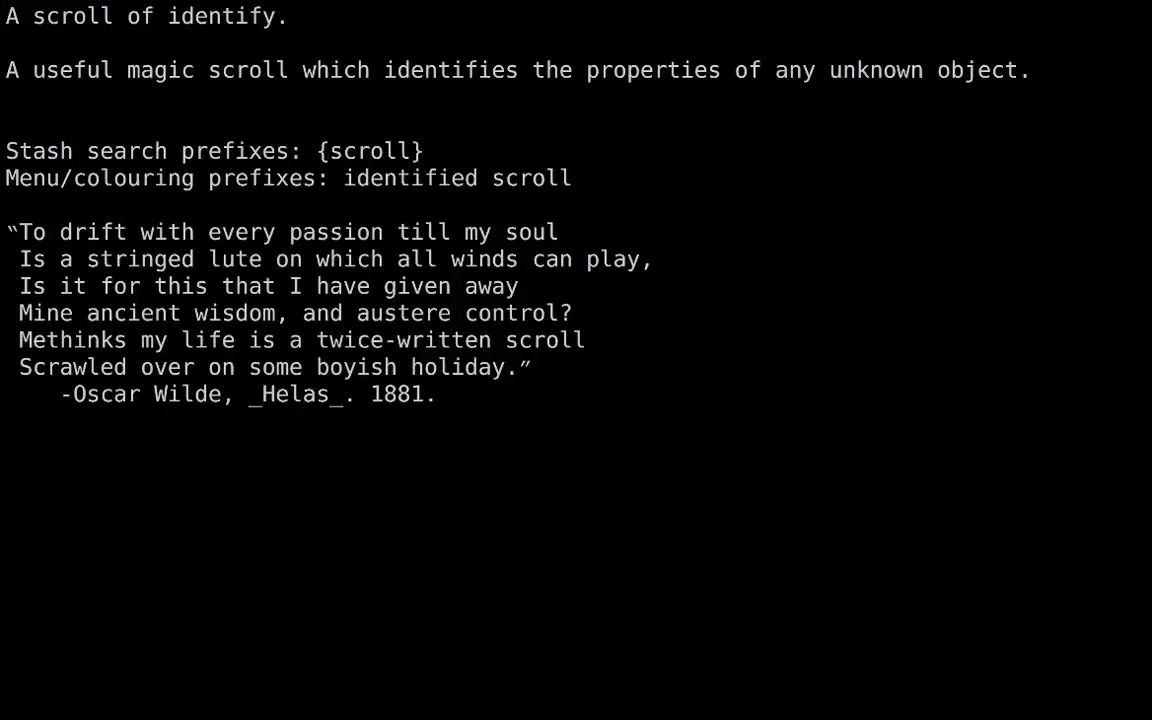 A scroll of identify.
A useful magic scroll which identifies the properties of any unknown object.
Stash search prefixes: {scroll}
Menu/colouring prefixes: identified scroll
“To drift with every passion till my soul
Is a stringed lute on which all winds can play,
Is it for this that I have given away
Mine ancient wisdom, and austere control?
Methinks my life is a twice-written scroll
Scrawled over on some boyish holiday.”
-Oscar Wilde, _Helas_. 1881.